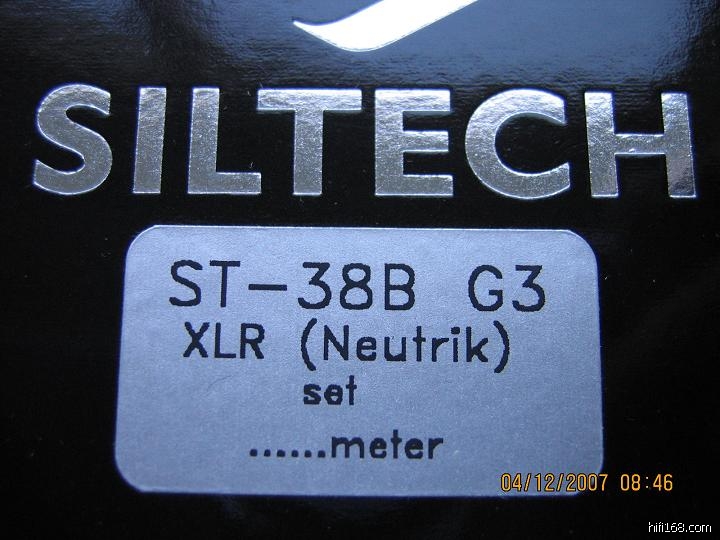 SILTECH
ST-38B G3
XLR (Neutrik)
set
......meter
04/12/2007 08:46
hifi168.com